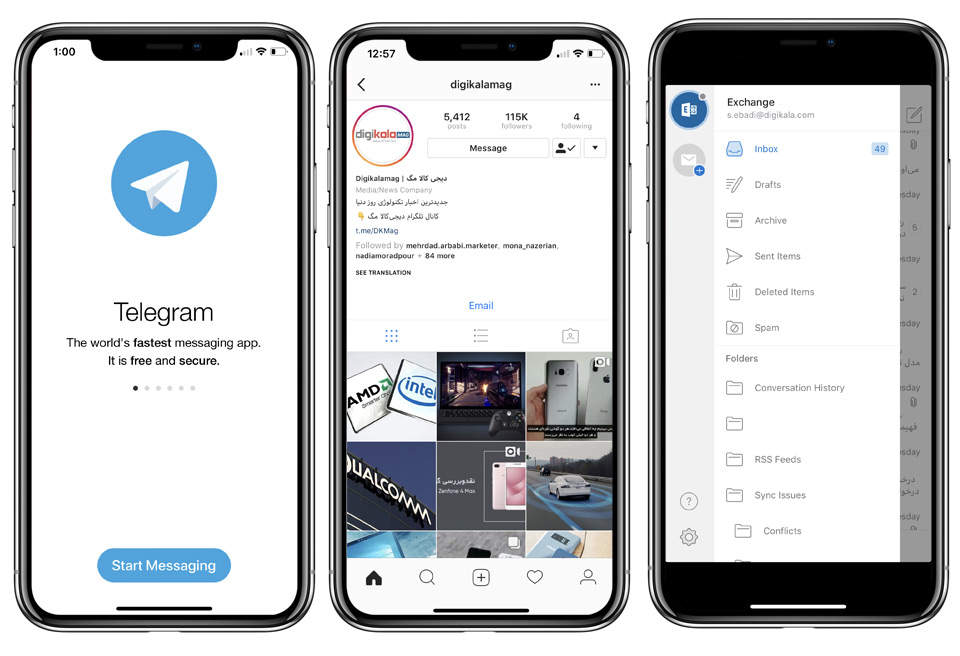 1:00
Telegram
The world's fastest messaging app.
It is free and secure.
Start Messaging
12:57
digikalamag
digikala MAG
5,412
posts
115K
followers
4
following
Message
Digikalamag | دیجی کالا مگ
Media/News Company
جدیدترین اخبار تکنولوژی روز دنیا
کانال تلگرام دیجی‌کالا مگ 👇
t.me/DKMag
Followed by mehrdad.arbabi.marketer, mona_nazerian,
nadiamoradpour + 84 more
SEE TRANSLATION
Email
AMD
intel
QUALCOMM
نقدوبررسی
Zenfone 4 Max
Exchange
s.ebadi@digikala.com
Inbox
49
Drafts
Archive
Sent Items
Deleted Items
Spam
Folders
Conversation History
RSS Feeds
Sync Issues
Conflicts
5
2